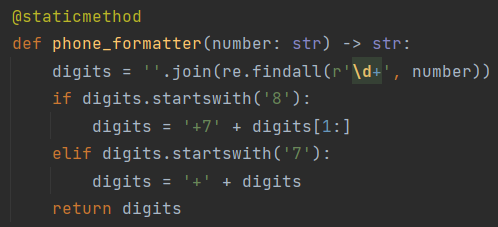 @staticmethod
def phone_formatter(number: str) -> str:
    digits = ''.join(re.findall(r'\d+', number))
    if digits.startswith('8'):
        digits = '+7' + digits[1:]
    elif digits.startswith('7'):
        digits = '+' + digits
    return digits